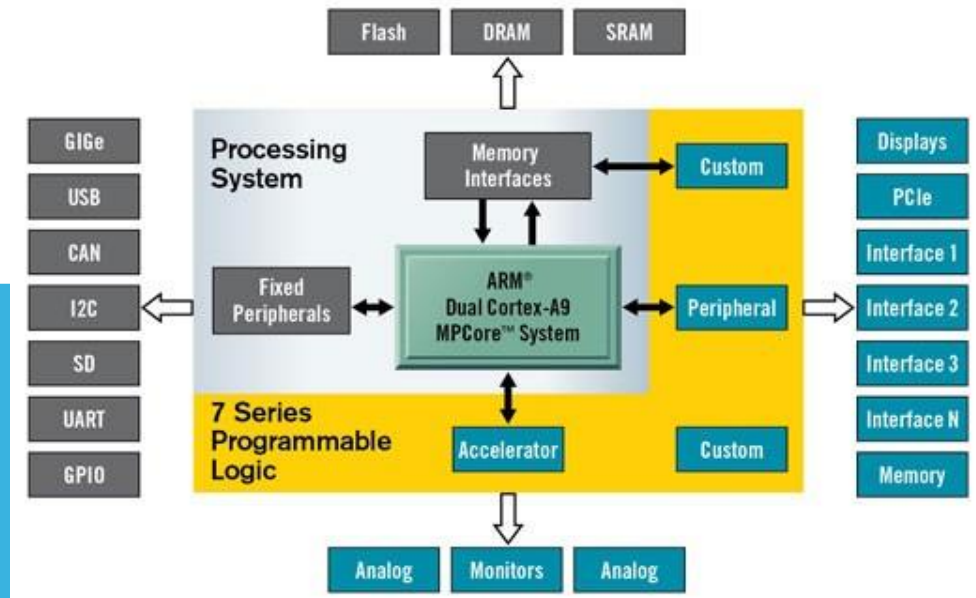 Flash
DRAM
SRAM
GIGe
USB
CAN
I2C
SD
UART
GPIO
Processing
System
Memory
Interfaces
Custom
Fixed
Peripherals
ARM®
Dual Cortex-A9
MPCore™ System
Peripheral
7 Series
Programmable
Logic
Accelerator
Custom
Displays
PCIe
Interface 1
Interface 2
Interface 3
Interface N
Memory
Analog
Monitors
Analog